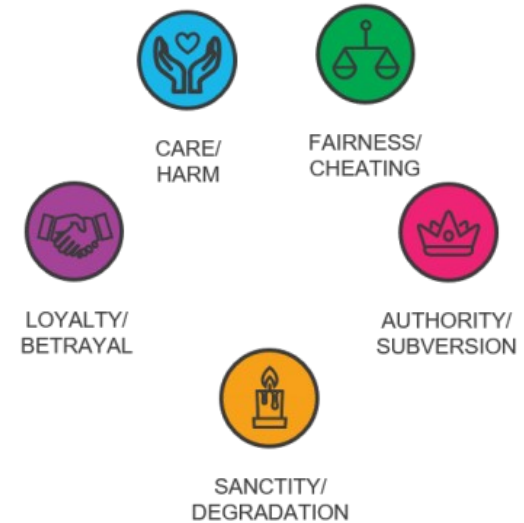 CARE/
HARM
FAIRNESS/
CHEATING
LOYALTY/
BETRAYAL
AUTHORITY/
SUBVERSION
SANCTITY/
DEGRADATION